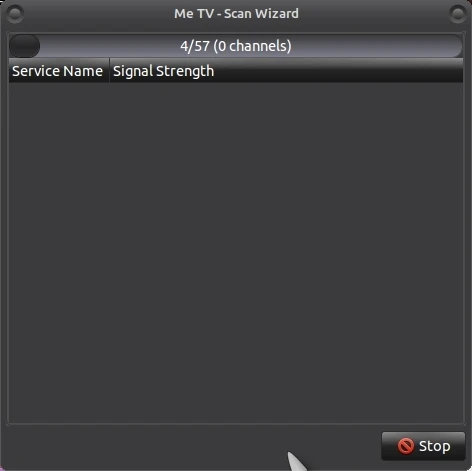 Me TV - Scan Wizard
4/57 (0 channels)
Service Name Signal Strength
Stop